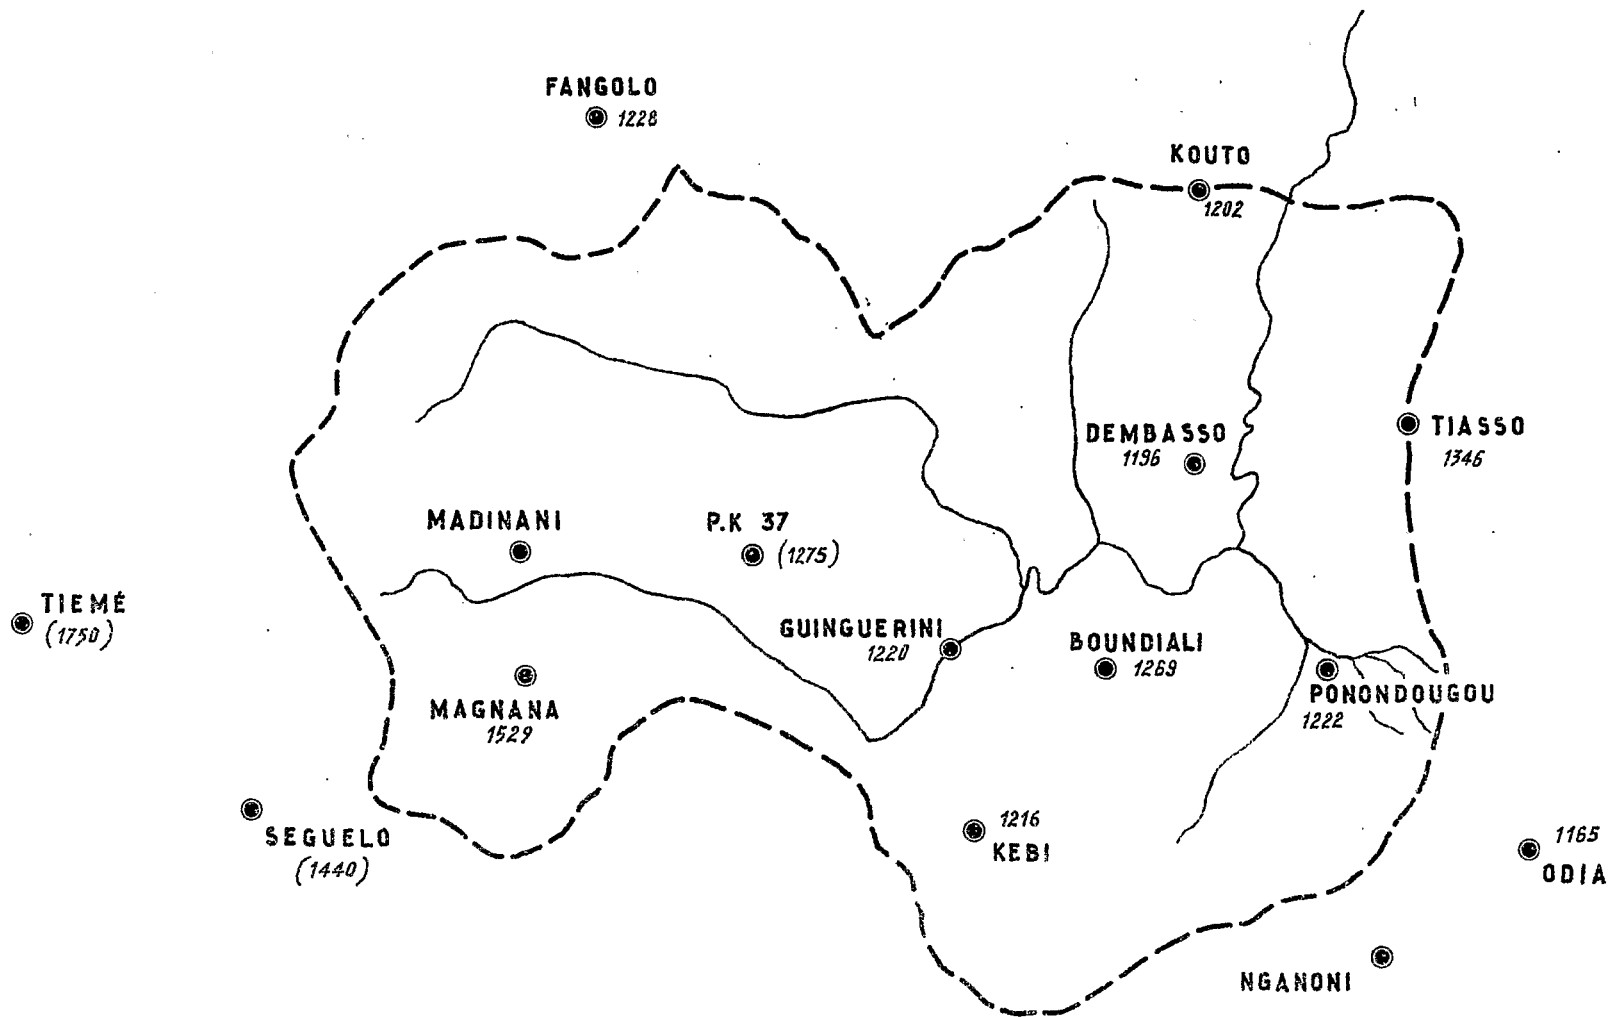 FANGOLO
1228
KOUTO
1202
DEMBASSO
1196
TIASSO
1346
MADINANI
P.K 37
(1275)
TIEMÉ
(1750)
GUINGUERINI
1220
BOUNDIALI
1269
PONONDOUGOU
1222
MAGNANA
1529
SEGUELO
(1440)
1216
KEBI
1165
ODIA
NGANONI